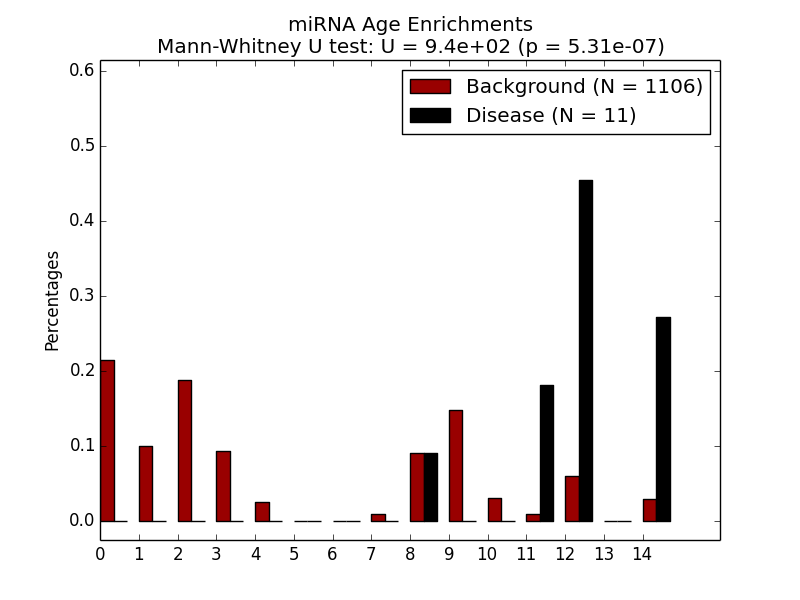 miRNA Age Enrichments
Mann-Whitney U test: U = 9.4e+02 (p = 5.31e-07)
Background (N = 1106)
Disease (N = 11)
Percentages
0.6
0.5
0.4
0.3
0.2
0.1
0.0
0 1 2 3 4 5 6 7 8 9 10 11 12 13 14